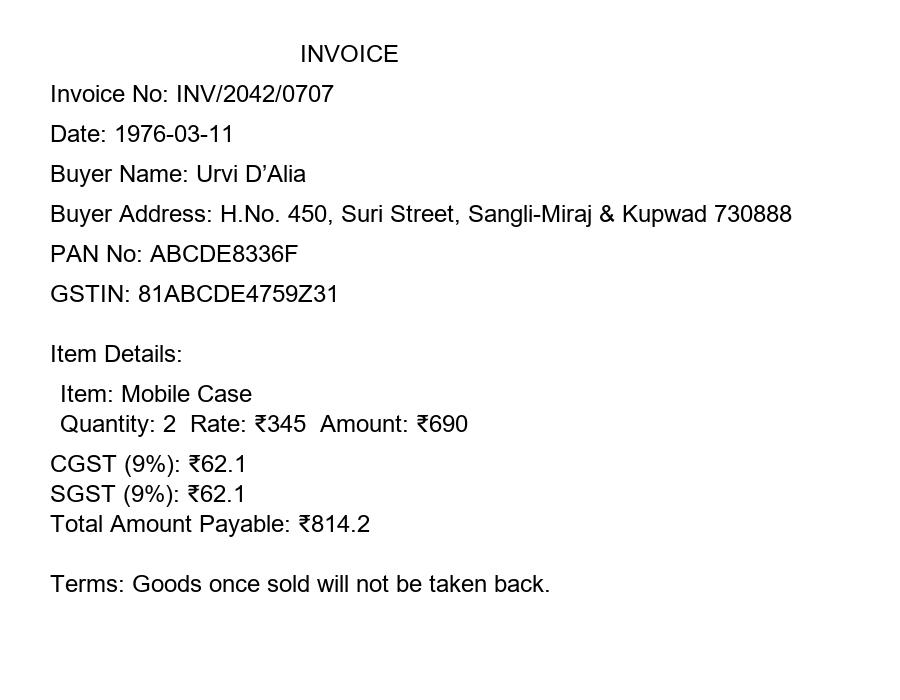 INVOICE
Invoice No: INV/2042/0707
Date: 1976-03-11
Buyer Name: Urvi D’Alia
Buyer Address: H.No. 450, Suri Street, Sangli-Miraj & Kupwad 730888
PAN No: ABCDE8336F
GSTIN: 81ABCDE4759Z31
Item Details:
Item: Mobile Case
Quantity: 2  Rate: ₹345  Amount: ₹690
CGST (9%): ₹62.1
SGST (9%): ₹62.1
Total Amount Payable: ₹814.2
Terms: Goods once sold will not be taken back.